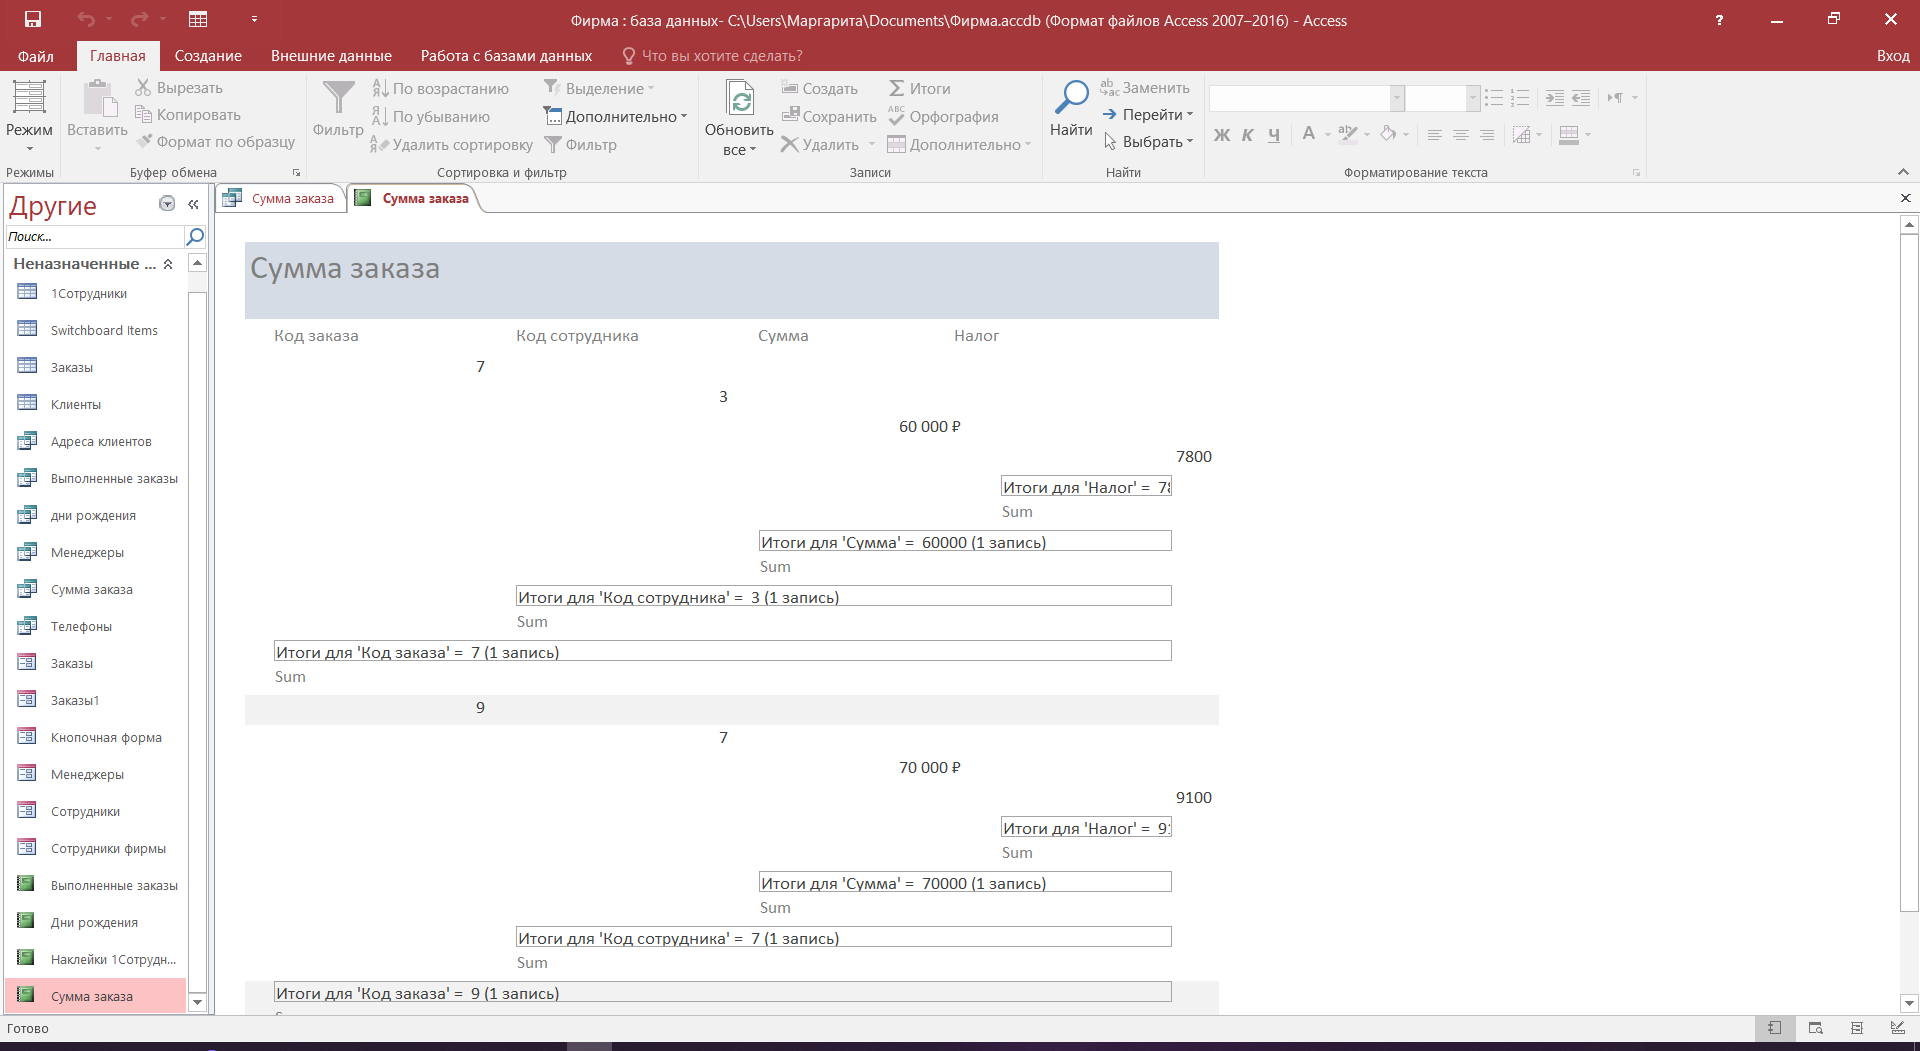 Фирма : база данных- C:\Users\Маргарита\Documents\Фирма.accdb (Формат файлов Access 2007–2016) - Access
?
Файл
Главная
Создание
Внешние данные
Работа с базами данных
Что вы хотите сделать?
Вход
Режим
Режимы
Вставить
Вырезать
Копировать
Формат по образцу
Буфер обмена
Фильтр
По возрастанию
По убыванию
Удалить сортировку
Выделение
Дополнительно
Фильтр
Сортировка и фильтр
Обновить
все
Создать
Сохранить
Удалить
Итоги
Орфография
Дополнительно
Записи
Найти
Заменить
Перейти
Выбрать
Найти
Ж К Ч А
Форматирование текста
Другие
Поиск...
Неназначенные ...
1Сотрудники
Switchboard Items
Заказы
Клиенты
Адреса клиентов
Выполненные заказы
дни рождения
Менеджеры
Сумма заказа
Телефоны
Заказы
Заказы1
Кнопочная форма
Менеджеры
Сотрудники
Сотрудники фирмы
Выполненные заказы
Дни рождения
Наклейки 1Сотрудн...
Сумма заказа
Сумма заказа
Сумма заказа
Сумма заказа
Код заказа Код сотрудника Сумма Налог
7
3
60 000 ₽
7800
Итоги для 'Налог' = 78
Sum
Итоги для 'Сумма' = 60000 (1 запись)
Sum
Итоги для 'Код сотрудника' = 3 (1 запись)
Sum
Итоги для 'Код заказа' = 7 (1 запись)
Sum
9
7
70 000 ₽
9100
Итоги для 'Налог' = 91
Sum
Итоги для 'Сумма' = 70000 (1 запись)
Sum
Итоги для 'Код сотрудника' = 7 (1 запись)
Sum
Итоги для 'Код заказа' = 9 (1 запись)
Готово